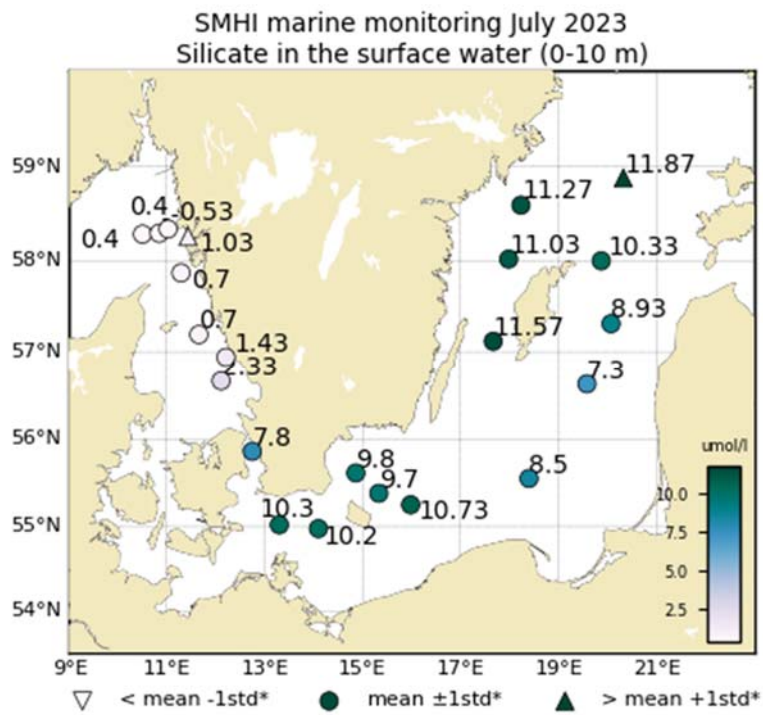 SMHI marine monitoring July 2023
Silicate in the surface water (0-10 m)
59°N
11.87
11.27
0.4
-0.53
0.4
1.03
58°N
11.03
10.33
0.7
8.93
0.7
11.57
57°N
1.43
2.33
7.3
56°N
7.8
umol/l
9.8
8.5
9.7
10.0
10.3
10.73
55°N
10.2
7.5
5.0
54°N
2.5
9°E 11°E 13°E 15°E 17°E 19°E 21°E
< mean -1std* mean ±1std* > mean +1std*